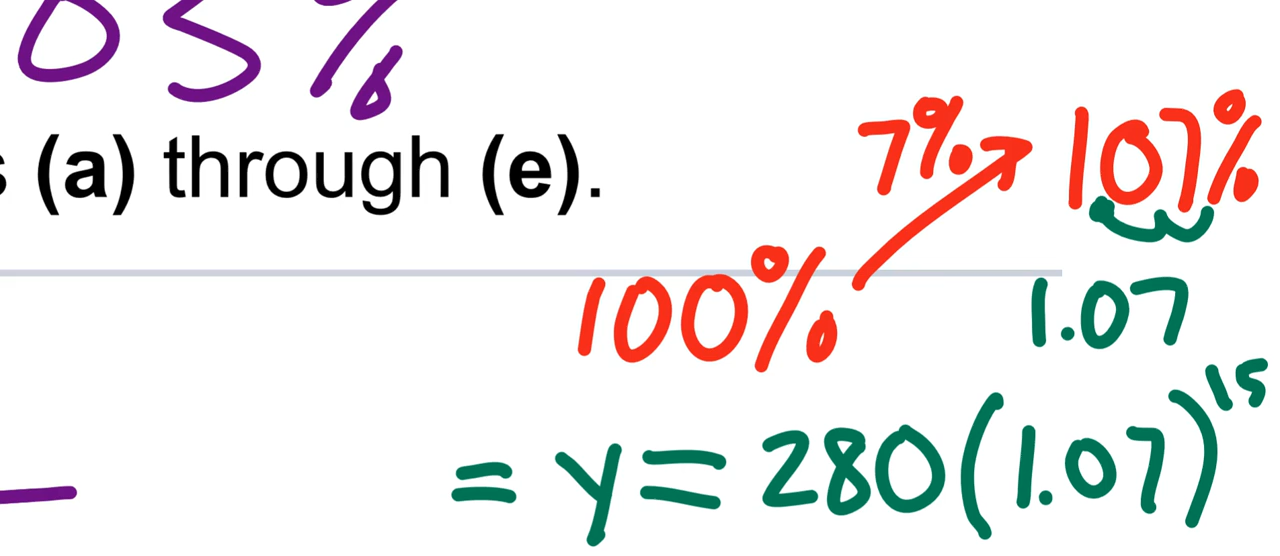 05%
(a) through (e).
7% 107%
100%
1.07
= y = 280(1.07)^15